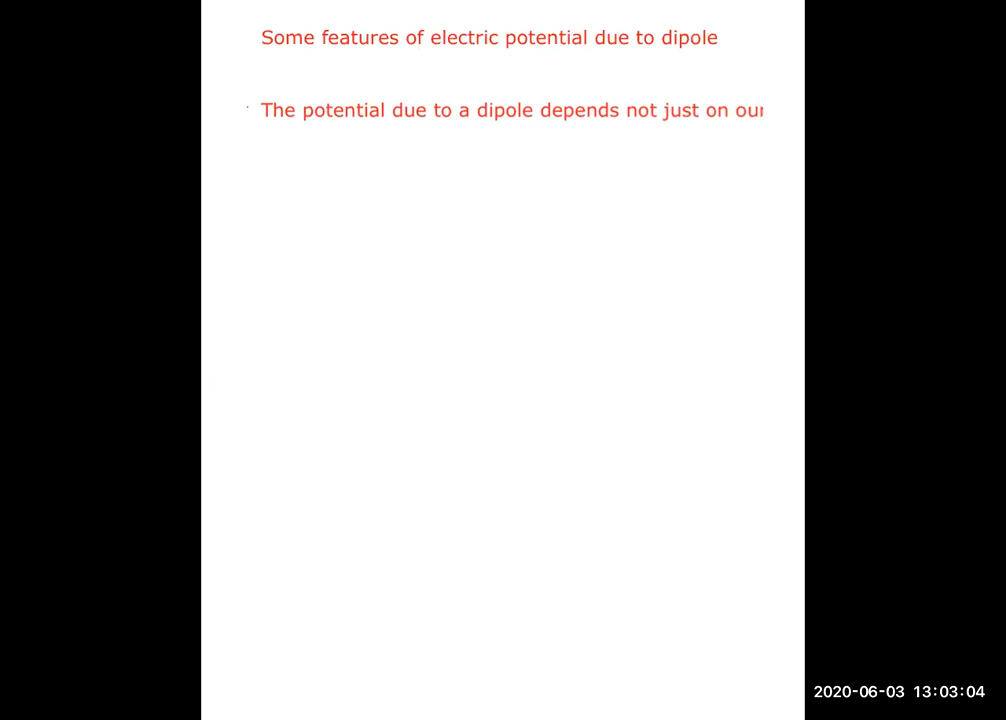 Some features of electric potential due to dipole
The potential due to a dipole depends not just on our
2020-06-03 13:03:04